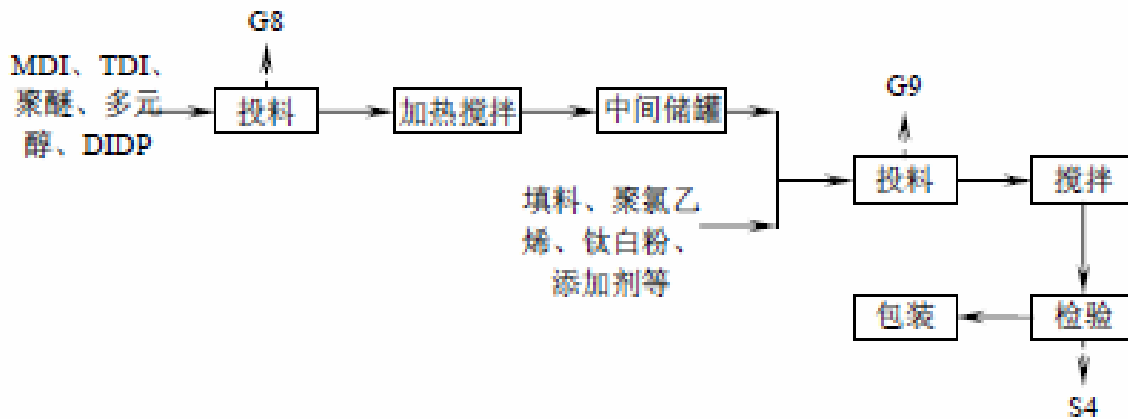 G8
MDI、TDI、
聚醚、多元
醇、DIDP
投料
加热搅拌
中间储罐
G9
投料
搅拌
填料、聚氯乙
烯、钛白粉、
添加剂等
包装
检验
S4